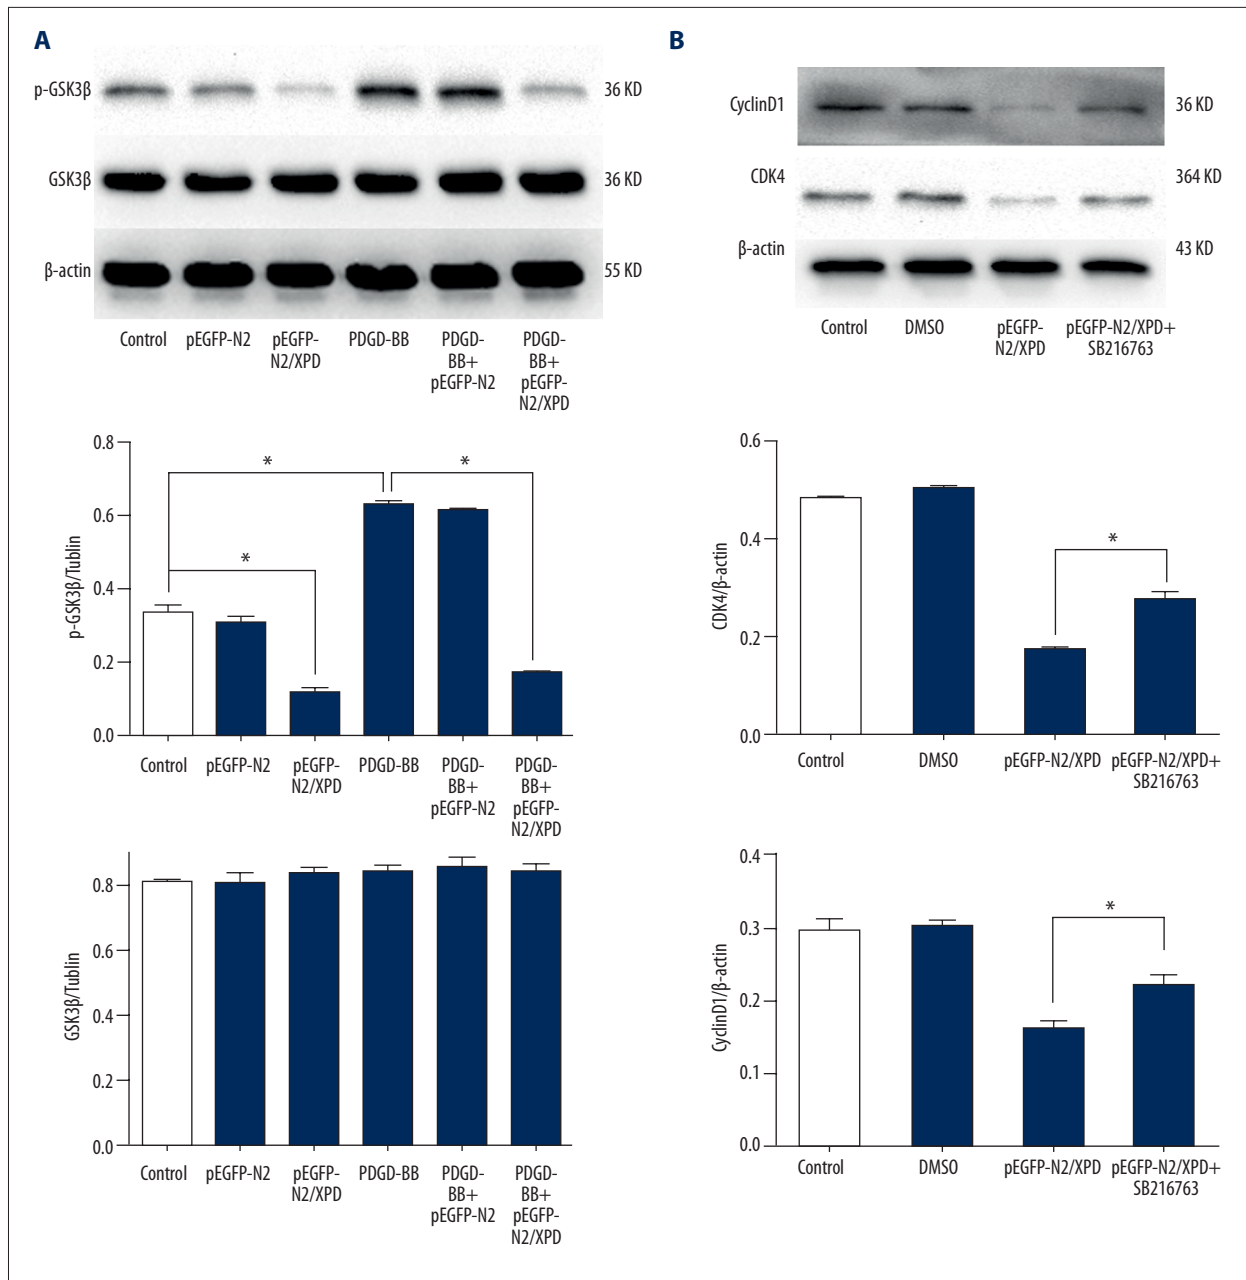 A
p-GSK3β
36 KD
GSK3β
36 KD
β-actin
55 KD
Control
pEGFP-N2
pEGFP-
N2/XPD
PDGD-BB
PDGD-
BB+
pEGFP-N2
PDGD-
BB+
pEGFP-
N2/XPD
0.8
0.6
0.4
0.2
0.0
p-GSK3β/Tublin
*
*
*
Control
pEGFP-N2
pEGFP-
N2/XPD
PDGD-BB
PDGD-
BB+
pEGFP-N2
PDGD-
BB+
pEGFP-
N2/XPD
0.8
0.6
0.4
0.2
0.0
GSK3β/Tublin
Control
pEGFP-N2
pEGFP-
N2/XPD
PDGD-BB
PDGD-
BB+
pEGFP-N2
PDGD-
BB+
pEGFP-
N2/XPD
B
CyclinD1
36 KD
CDK4
364 KD
β-actin
43 KD
Control
DMSO
pEGFP-
N2/XPD
pEGFP-N2/XPD+
SB216763
0.6
0.4
0.2
0.0
CDK4/β-actin
*
Control
DMSO
pEGFP-N2/XPD
pEGFP-N2/XPD+
SB216763
0.4
0.3
0.2
0.1
0.0
CyclinD1/β-actin
*
Control
DMSO
pEGFP-N2/XPD
pEGFP-N2/XPD+
SB216763